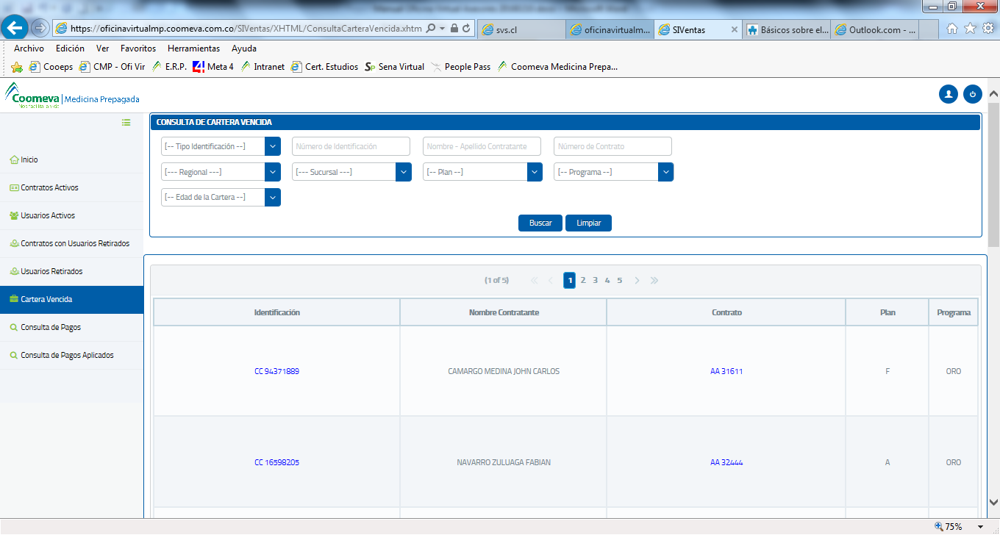 https://oficinavirtualmp.coomeva.com.co/SIVentas/XHTML/ConsultaCarteraVencida.xhtm
svs.cl
oficinavirtualm...
SIVentas
Básicos sobre el...
Outlook.com - ...
Archivo Edición Ver Favoritos Herramientas Ayuda
Cooeps CMP - Ofi Vir E.R.P. Meta 4 Intranet Cert. Estudios Sena Virtual People Pass Coomeva Medicina Prepa...
Coomeva Medicina Prepagada
Nos facilita la vida
Inicio
Contratos Activos
Usuarios Activos
Contratos con Usuarios Retirados
Usuarios Retirados
Cartera Vencida
Consulta de Pagos
Consulta de Pagos Aplicados
CONSULTA DE CARTERA VENCIDA
[-- Tipo Identificación --] Número de Identificación Nombre - Apellido Contratante Número de Contrato
[--- Regional ---] [--- Sucursal ---] [-- Plan --] [-- Programa --]
[-- Edad de la Cartera --]
Buscar Limpiar
(1 of 5) 1 2 3 4 5
Identificación Nombre Contratante Contrato Plan Programa
CC 94371889 CAMARGO MEDINA JOHN CARLOS AA 31611 F ORO
CC 16598205 NAVARRO ZULUAGA FABIAN AA 32444 A ORO
75%